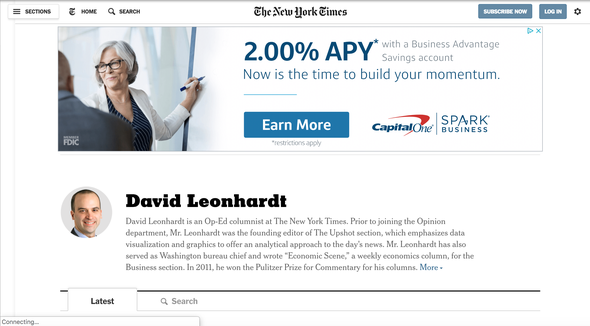 SECTIONS
HOME
SEARCH
The New York Times
SUBSCRIBE NOW
LOG IN
2.00% APY* with a Business Advantage
Savings account
Now is the time to build your momentum.
Earn More
*restrictions apply
Capital One
SPARK
BUSINESS
MEMBER
FDIC
David Leonhardt
David Leonhardt is an Op-Ed columnist at The New York Times. Prior to joining the Opinion
department, Mr. Leonhardt was the founding editor of The Upshot section, which emphasizes data
visualization and graphics to offer an analytical approach to the day's news. Mr. Leonhardt has also
served as Washington bureau chief and wrote “Economic Scene,” a weekly economics column, for the
Business section. In 2011, he won the Pulitzer Prize for Commentary for his columns. More
Latest
Search
Connecting...